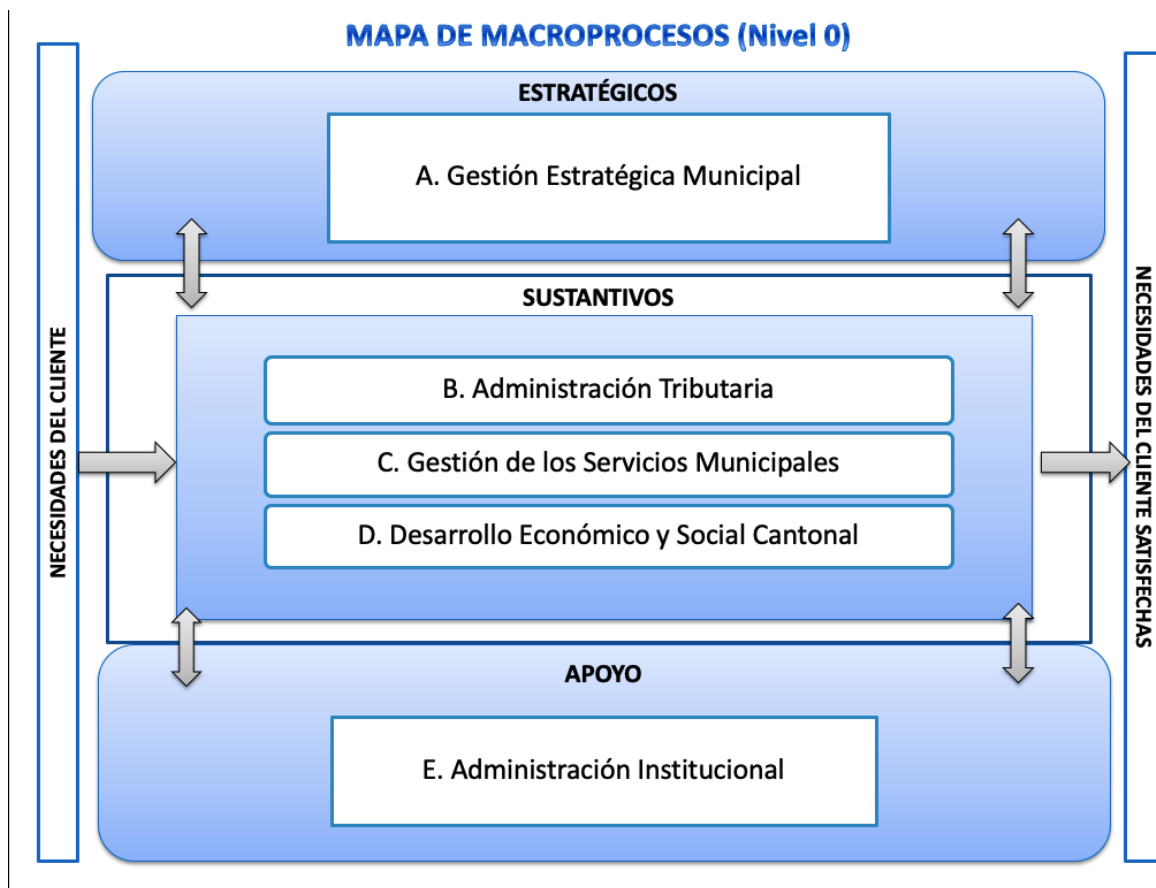 MAPA DE MACROPROCESOS (Nivel 0)
NECESIDADES DEL CLIENTE
ESTRATÉGICOS
A. Gestión Estratégica Municipal
SUSTANTIVOS
B. Administración Tributaria
C. Gestión de los Servicios Municipales
D. Desarrollo Económico y Social Cantonal
APOYO
E. Administración Institucional
NECESIDADES DEL CLIENTE SATISFECHAS